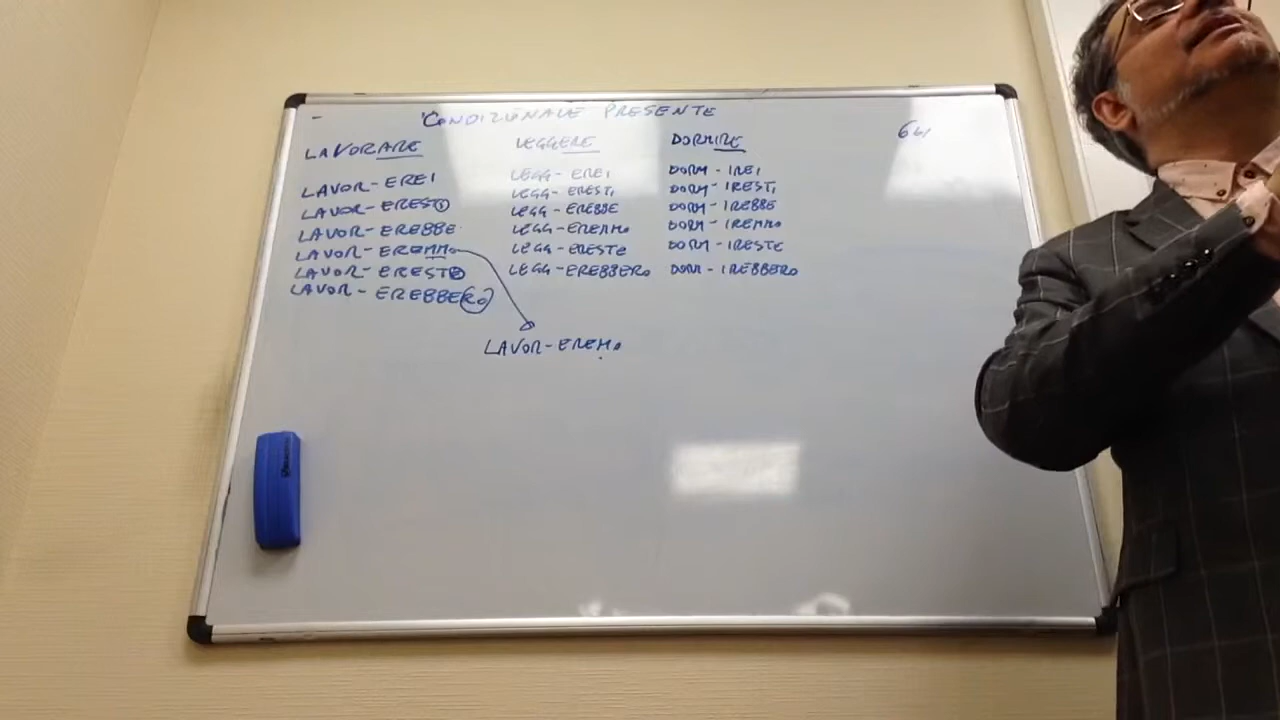 CONDIZIONALE PRESENTE
LAVORARE
LAVOR-EREI
LAVOR-ERESTI
LAVOR-EREBBE
LAVOR-EREMMO
LAVOR-ERESTE
LAVOR-EREBBERO
LEGGERE
LEGG-EREI
LEGG-ERESTI
LEGG-EREBBE
LEGG-EREMMO
LEGG-ERESTE
LEGG-EREBBERO
DORMIRE
DORM-IREI
DORM-IRESTI
DORM-IREBBE
DORM-IREMMO
DORM-IRESTE
DORM-IREBBERO
LAVOR-EREMO